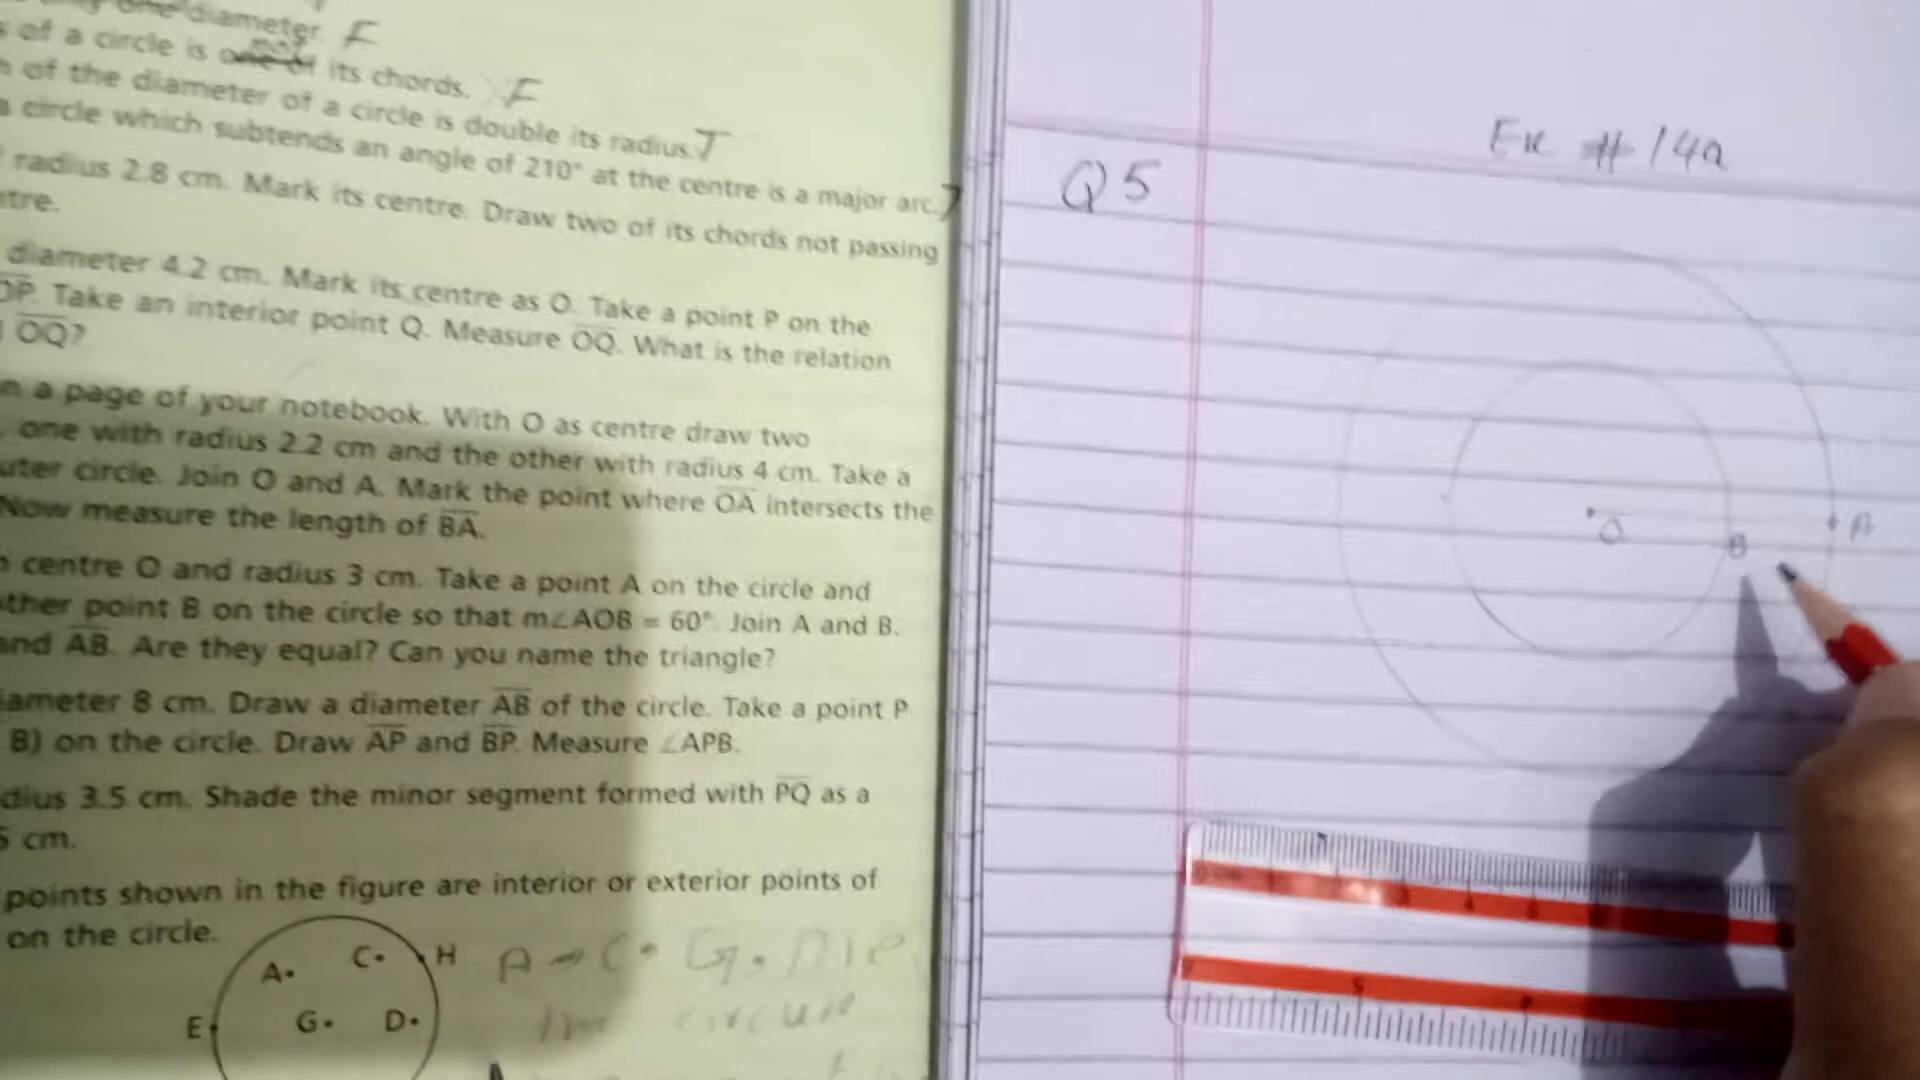 only one diameter. F
s of a circle is one of not its chords. F
h of the diameter of a circle is double its radius. T
a circle which subtends an angle of 210° at the centre is a major arc. T
radius 2.8 cm. Mark its centre. Draw two of its chords not passing
ntre.
diameter 4.2 cm. Mark its centre as O. Take a point P on the
OP. Take an interior point Q. Measure OQ. What is the relation
OQ?
n a page of your notebook. With O as centre draw two
, one with radius 2.2 cm and the other with radius 4 cm. Take a
uter circle. Join O and A. Mark the point where OA intersects the
Now measure the length of BA.
n centre O and radius 3 cm. Take a point A on the circle and
ther point B on the circle so that m∠AOB = 60°. Join A and B.
and AB. Are they equal? Can you name the triangle?
iameter 8 cm. Draw a diameter AB of the circle. Take a point P
B) on the circle. Draw AP and BP. Measure ∠APB.
dius 3.5 cm. Shade the minor segment formed with PQ as a
5 cm.
points shown in the figure are interior or exterior points of
on the circle.
C• H
A•
E G• D•
Ex # 14a
Q5
O B A